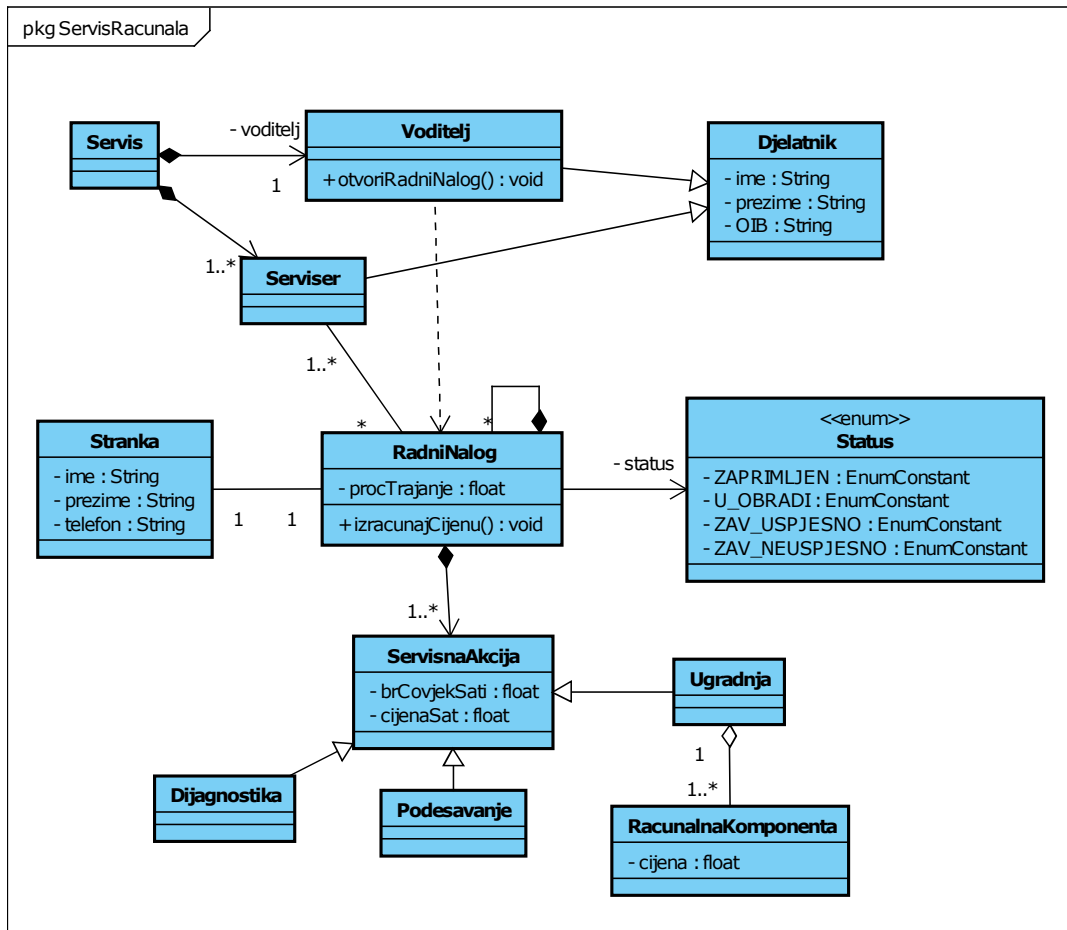 pkg ServisRacunala
Servis
- voditelj
1
Voditelj
+ otvoriRadniNalog() : void
Djelatnik
- ime : String
- prezime : String
- OIB : String
1..*
Serviser
1..*
*
*
Stranka
- ime : String
- prezime : String
- telefon : String
1
1
RadniNalog
- procTrajanje : float
+ izracunajCijenu() : void
- status
<<enum>>
Status
- ZAPRIMLJEN : EnumConstant
- U_OBRADI : EnumConstant
- ZAV_USPJESNO : EnumConstant
- ZAV_NEUSPJESNO : EnumConstant
1..*
ServisnaAkcija
- brCovjekSati : float
- cijenaSat : float
Ugradnja
1
1..*
Dijagnostika
Podesavanje
RacunalnaKomponenta
- cijena : float